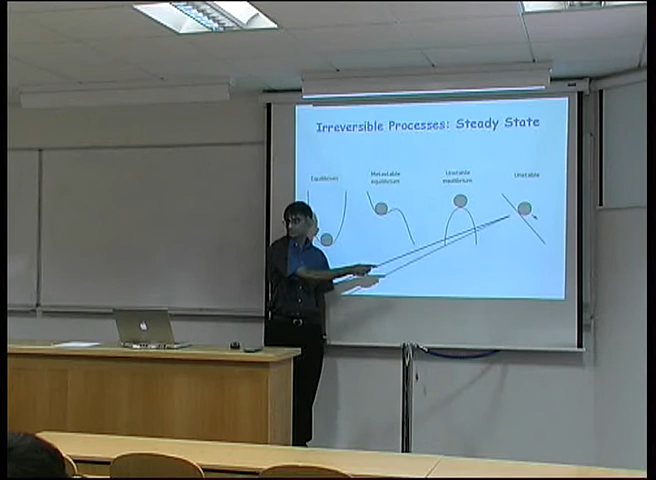 Irreversible Processes: Steady State
Equilibrium
Metastable
equilibrium
Unstable
equilibrium
Unstable